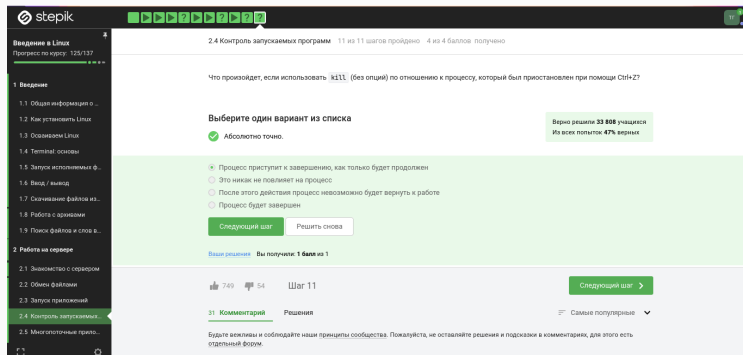 stepik
Введение в Linux
Прогресс по курсу: 125/137
1 Введение
1.1 Общая информация о ...
1.2 Как установить Linux
1.3 Осваиваем Linux
1.4 Terminal: основы
1.5 Запуск исполняемых ф...
1.6 Ввод / вывод
1.7 Скачивание файлов из...
1.8 Работа с архивами
1.9 Поиск файлов и слов в...
2 Работа на сервере
2.1 Знакомство с сервером
2.2 Обмен файлами
2.3 Запуск приложений
2.4 Контроль запускаемых...
2.5 Многопоточные прило...
2.4 Контроль запускаемых программ 11 из 11 шагов пройдено 4 из 4 баллов получено
Что произойдет, если использовать kill (без опций) по отношению к процессу, который был приостановлен при помощи Ctrl+Z?
Выберите один вариант из списка
Абсолютно точно.
Верно решили 33 808 учащихся
Из всех попыток 47% верных
Процесс приступит к завершению, как только будет продолжен
Это никак не повлияет на процесс
После этого действия процесс невозможно будет вернуть к работе
Процесс будет завершен
Следующий шаг Решить снова
Ваши решения Вы получили: 1 балл из 1
749 54 Шаг 11 Следующий шаг
31 Комментарий Решения Самые популярные
Будьте вежливы и соблюдайте наши принципы сообщества. Пожалуйста, не оставляйте решения и подсказки в комментариях, для этого есть
отдельный форум.